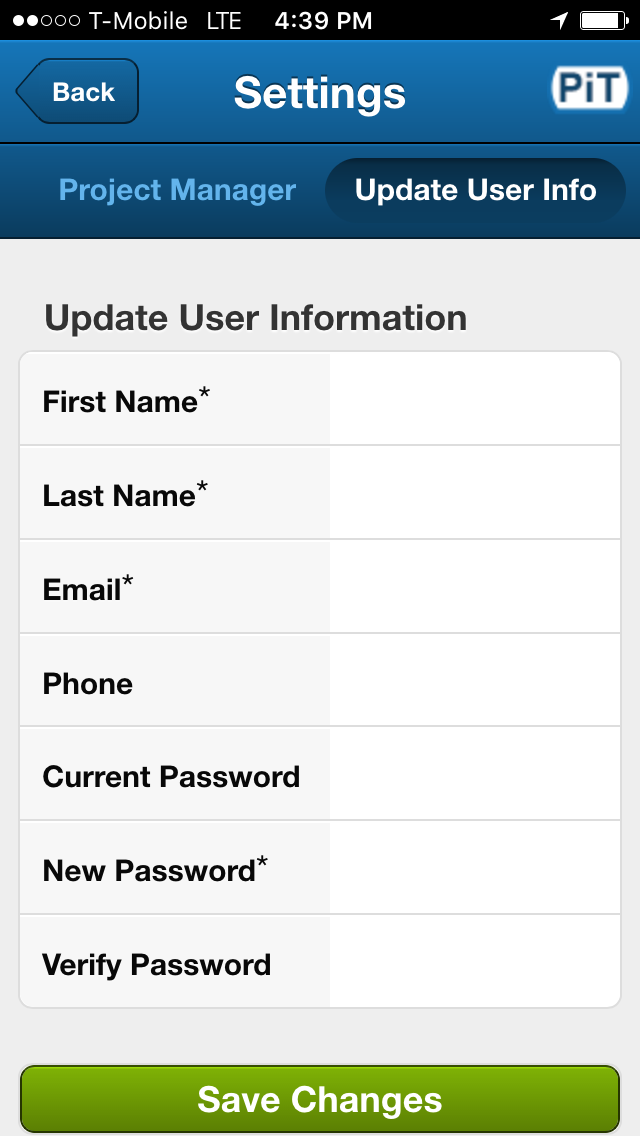 T-Mobile LTE 4:39 PM
Back Settings PiT
Project Manager Update User Info
Update User Information
First Name*
Last Name*
Email*
Phone
Current Password
New Password*
Verify Password
Save Changes